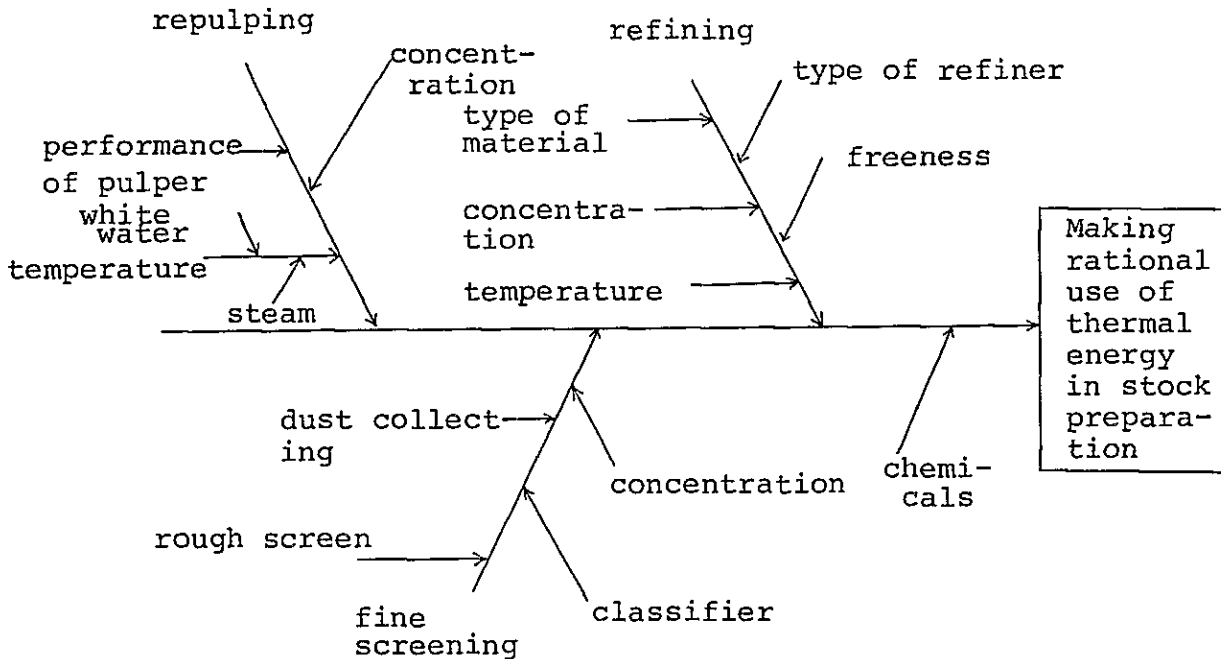 repulping
concent-
ration
performance
of pulper
white
water
temperature
steam
refining
type of refiner
type of
material
freeness
concentra-
tion
temperature
Making
rational
use of
thermal
energy
in stock
prepara-
tion
dust collect
ing
concentration
chemi-
cals
rough screen
classifier
fine
screening